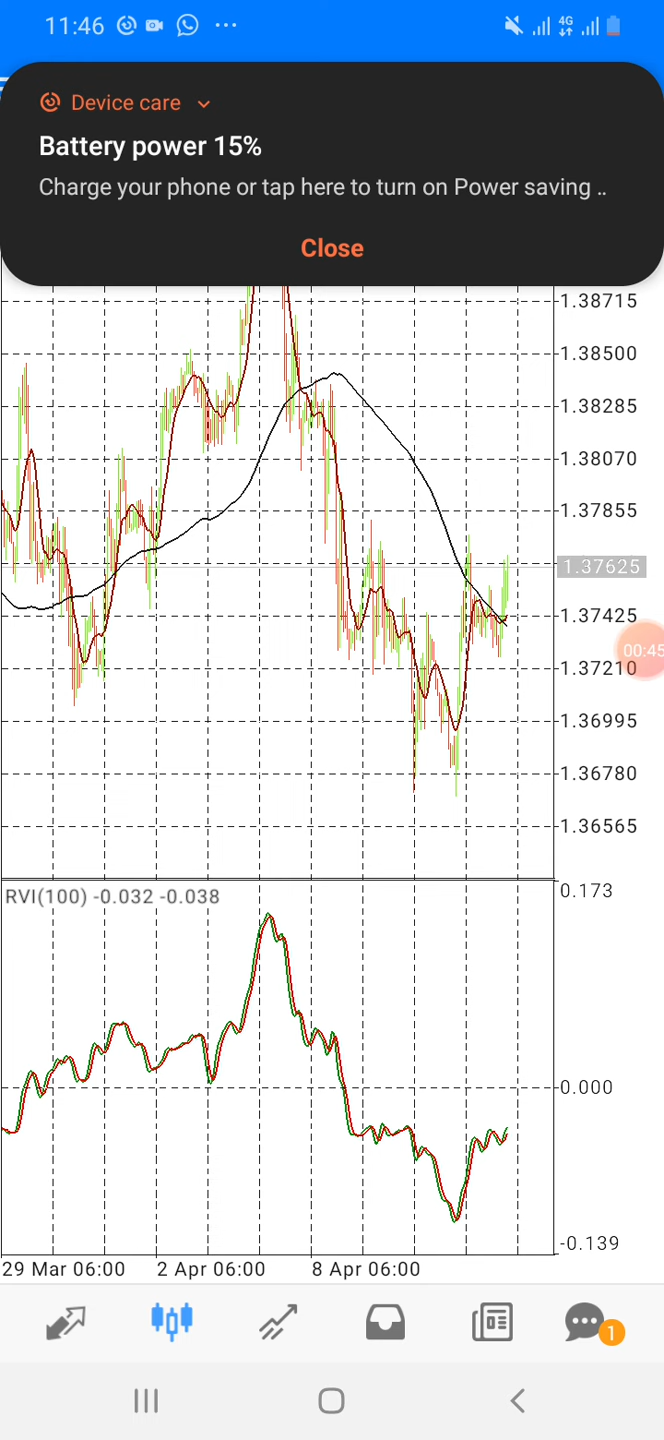 11:46
4G
Device care
Battery power 15%
Charge your phone or tap here to turn on Power saving ..
Close
1.38715
1.38500
1.38285
1.38070
1.37855
1.37625
1.37425
00:45
1.37210
1.36995
1.36780
1.36565
RVI(100) -0.032 -0.038
0.173
0.000
-0.139
29 Mar 06:00
2 Apr 06:00
8 Apr 06:00
1